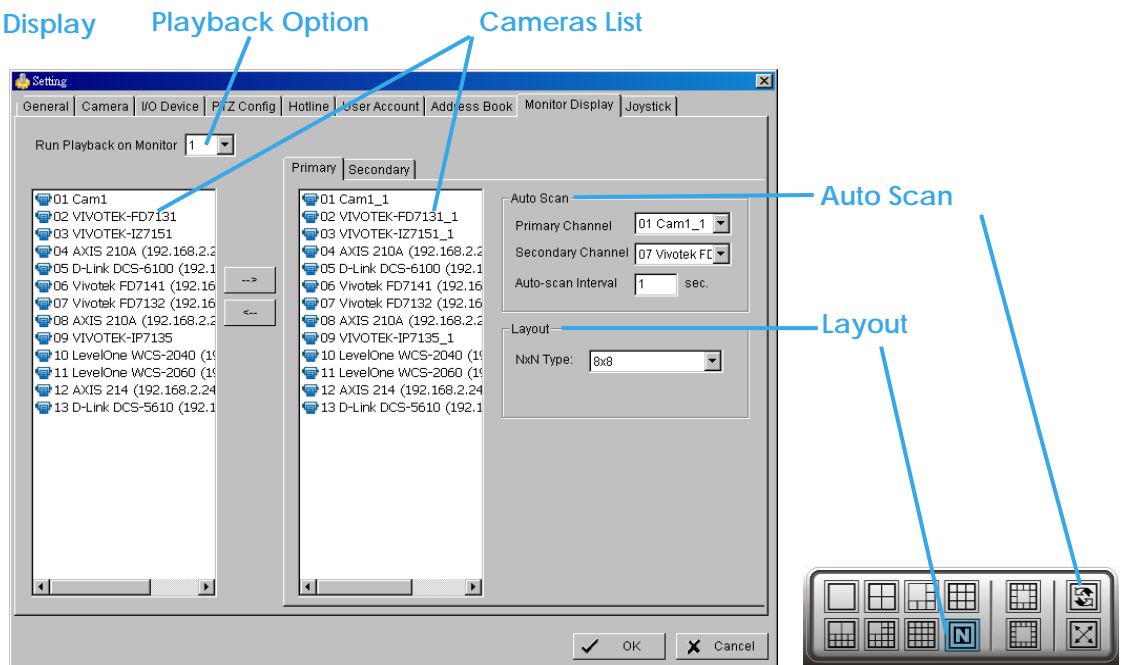 Display
Playback Option
Cameras List
Setting
General
Camera
I/O Device
PTZ Config
Hotline
User Account
Address Book
Monitor Display
Joystick
Run Playback on Monitor 1
Primary
Secondary
01 Cam1
02 VIVOTEK-FD7131
03 VIVOTEK-IZ7151
04 AXIS 210A (192.168.2.2
05 D-Link DCS-6100 (192.1
06 Vivotek FD7141 (192.16
07 Vivotek FD7132 (192.16
08 AXIS 210A (192.168.2.2
09 VIVOTEK-IP7135
10 LevelOne WCS-2040 (19
11 LevelOne WCS-2060 (19
12 AXIS 214 (192.168.2.24
13 D-Link DCS-5610 (192.1
-->
<--
01 Cam1_1
02 VIVOTEK-FD7131_1
03 VIVOTEK-IZ7151_1
04 AXIS 210A (192.168.2.2
05 D-Link DCS-6100 (192.1
06 Vivotek FD7141 (192.16
07 Vivotek FD7132 (192.16
08 AXIS 210A (192.168.2.2
09 VIVOTEK-IP7135_1
10 LevelOne WCS-2040 (19
11 LevelOne WCS-2060 (19
12 AXIS 214 (192.168.2.24
13 D-Link DCS-5610 (192.1
Auto Scan
Primary Channel 01 Cam1_1
Secondary Channel 07 Vivotek FD
Auto-scan Interval 1 sec.
Layout
NxN Type: 8x8
OK
Cancel
Auto Scan
Layout
N